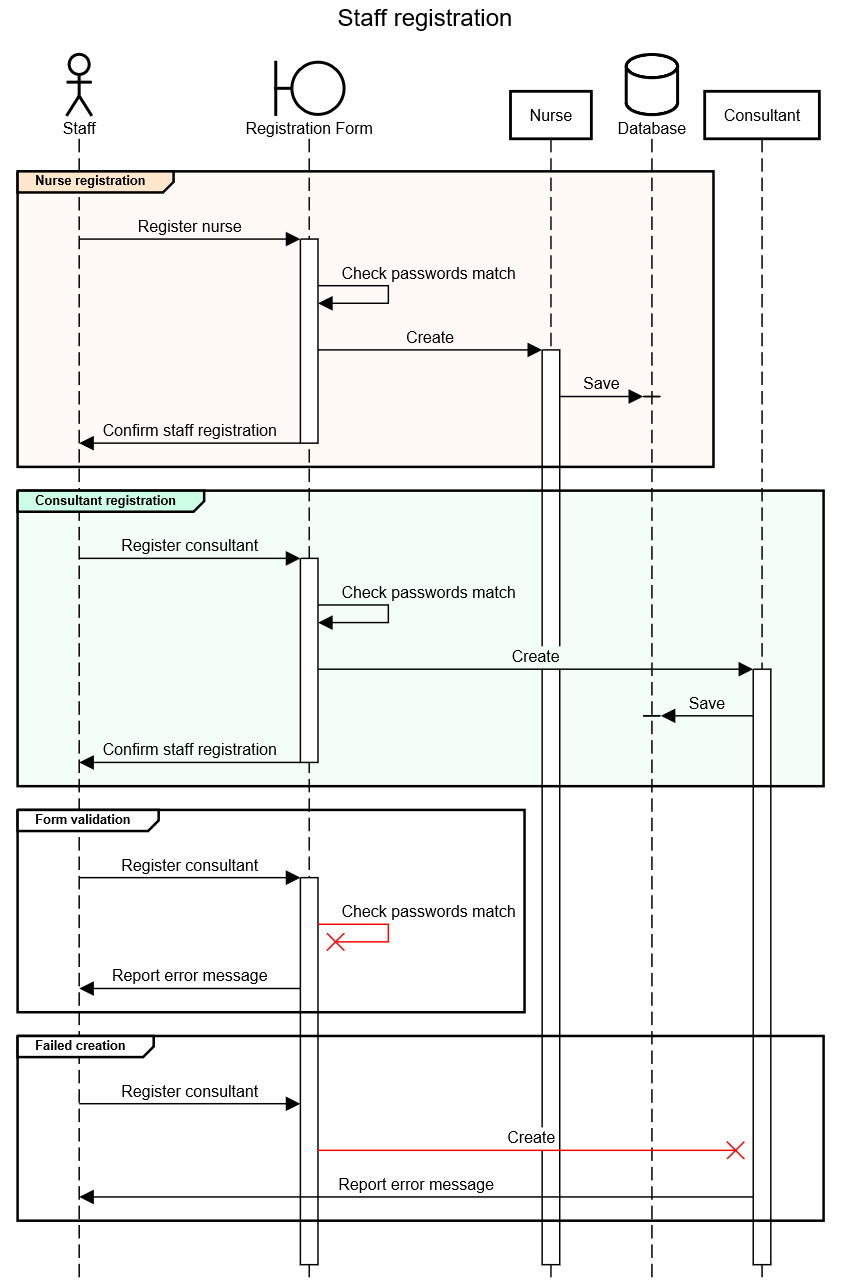 Staff registration
Staff
Registration Form
Nurse
Database
Consultant
Nurse registration
Register nurse
Check passwords match
Create
Save
Confirm staff registration
Consultant registration
Register consultant
Check passwords match
Create
Save
Confirm staff registration
Form validation
Register consultant
Check passwords match
Report error message
Failed creation
Register consultant
Create
Report error message